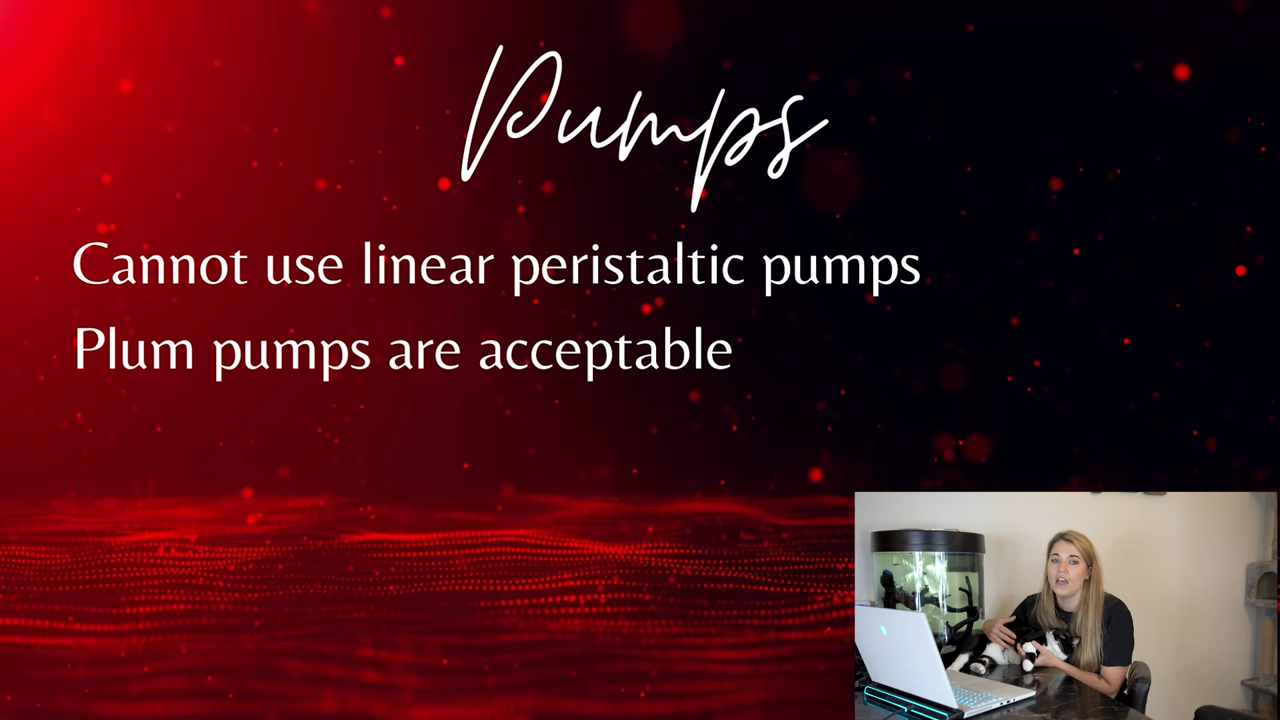 Pumps
Cannot use linear peristaltic pumps
Plum pumps are acceptable